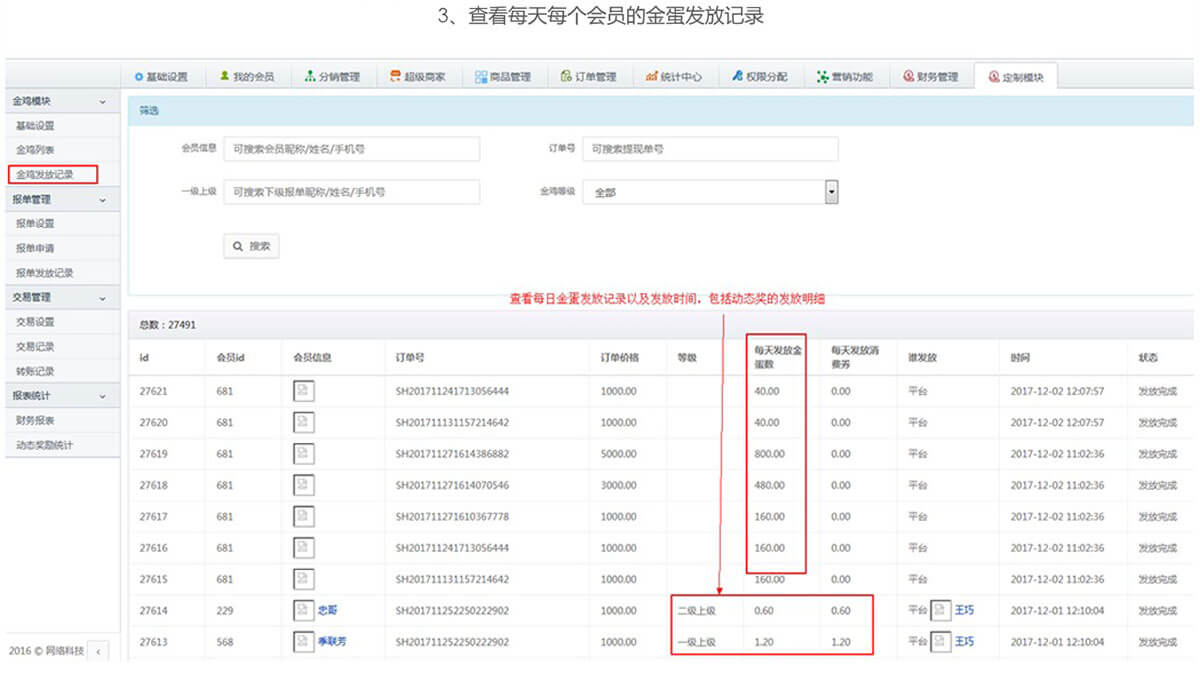 3、查看每天每个会员的金蛋发放记录
基础设置 我的会员 分销管理 超级商家 商品管理 订单管理 统计中心 权限分配 营销功能 财务管理 定制模块
金鸡模块
基础设置
金鸡列表
金鸡发放记录
报单管理
报单设置
报单申请
报单发放记录
交易管理
交易设置
交易记录
转账记录
报表统计
财务报表
动态奖励统计
2016 © 网络科技 ‹
筛选
会员信息 可搜索会员昵称/姓名/手机号 订单号 可搜索提现单号
一级上级 可搜索下级报单昵称/姓名/手机号 金鸡等级 全部
搜索
查看每日金蛋发放记录以及发放时间，包括动态奖的发放明细
总数：27491
id 会员id 会员信息 订单号 订单价格 等级 每天发放金蛋数 每天发放消费券 谁发放 时间 状态
27621 681 SH201711241713056444 1000.00 40.00 0.00 平台 2017-12-02 12:07:57 发放完成
27620 681 SH201711131157214642 1000.00 40.00 0.00 平台 2017-12-02 12:07:57 发放完成
27619 681 SH201711271614386882 5000.00 800.00 0.00 平台 2017-12-02 11:02:36 发放完成
27618 681 SH201711271614070546 3000.00 480.00 0.00 平台 2017-12-02 11:02:36 发放完成
27617 681 SH201711271610367778 1000.00 160.00 0.00 平台 2017-12-02 11:02:36 发放完成
27616 681 SH201711241713056444 1000.00 160.00 0.00 平台 2017-12-02 11:02:36 发放完成
27615 681 SH201711131157214642 1000.00 160.00 0.00 平台 2017-12-02 11:02:36 发放完成
27614 229 忠哥 SH201711252250222902 1000.00 二级上级 0.60 0.60 平台 王巧 2017-12-01 12:10:04 发放完成
27613 568 季联芳 SH201711252250222902 1000.00 一级上级 1.20 1.20 平台 王巧 2017-12-01 12:10:04 发放完成